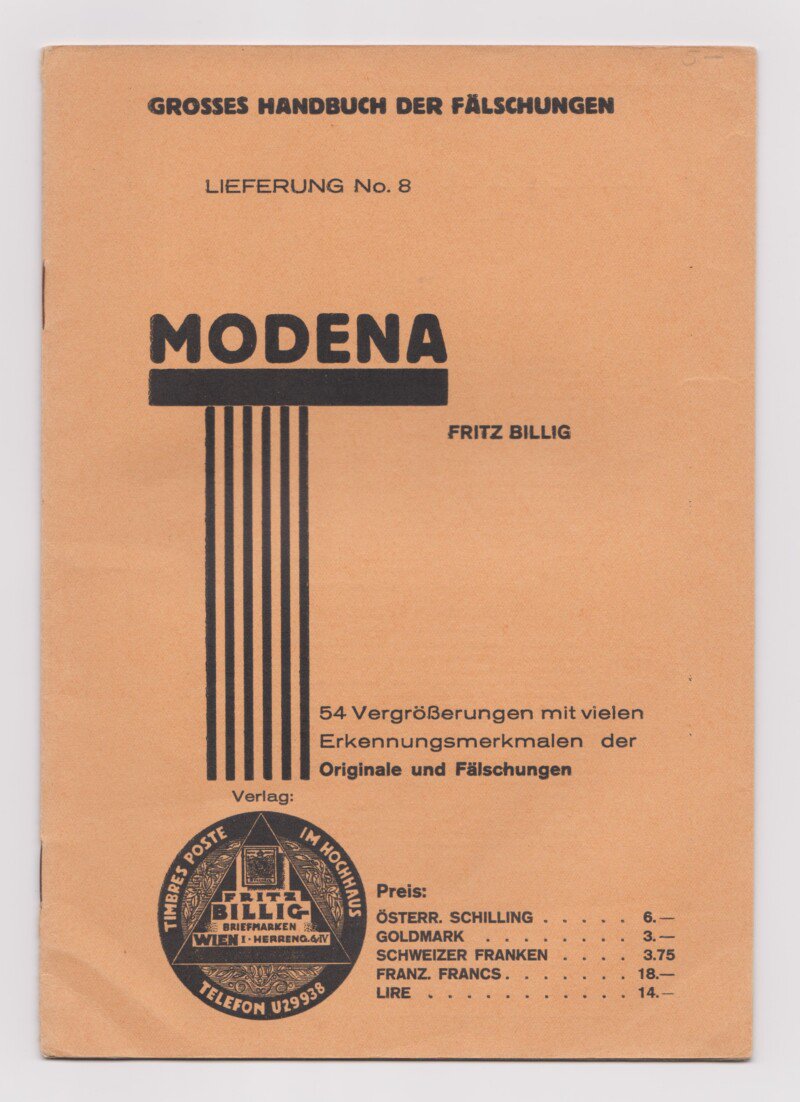 5–
GROSSES HANDBUCH DER FÄLSCHUNGEN
LIEFERUNG No. 8
MODENA
FRITZ BILLIG
54 Vergrößerungen mit vielen
Erkennungsmerkmalen der
Originale und Fälschungen
Verlag:
TIMBRES POSTE
IM HOCHHAUS
FRITZ
BILLIG
BRIEFMARKEN
WIEN I · HERRENG. 6/IV
TELEFON U29938
Preis:
ÖSTERR. SCHILLING . . . . . 6.—
GOLDMARK . . . . . . . . 3.—
SCHWEIZER FRANKEN . . . . 3.75
FRANZ. FRANCS . . . . . . . 18.—
LIRE . . . . . . . . . . . . 14.—